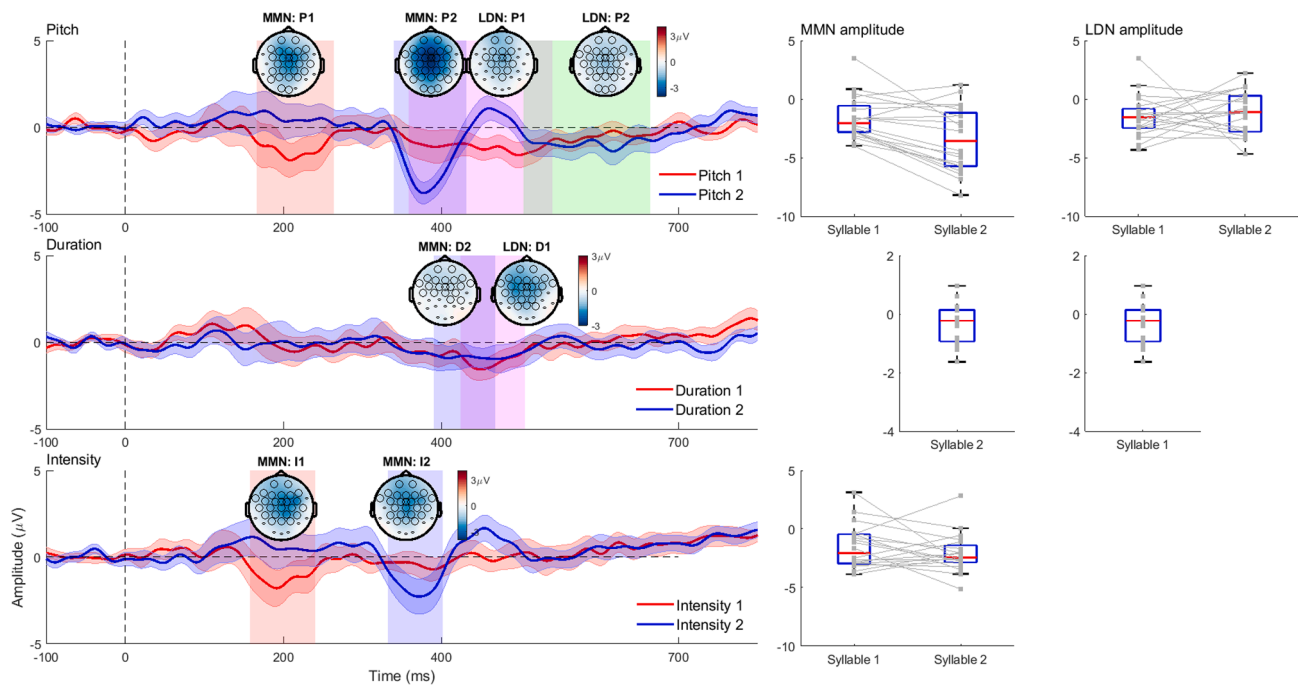 MMN: P1
MMN: P2
LDN: P1
LDN: P2
Pitch
5
0
-5
3µV
0
-3
Pitch 1
Pitch 2
-100
0
200
400
700
MMN amplitude
0
-5
-10
Syllable 1
Syllable 2
LDN amplitude
0
-5
-10
Syllable 1
Syllable 2
Duration
MMN: D2
LDN: D1
5
0
-5
3µV
0
-3
Duration 1
Duration 2
-100
0
200
400
700
2
0
-2
-4
Syllable 2
2
0
-2
-4
Syllable 1
Intensity
MMN: I1
MMN: I2
5
0
-5
3µV
0
Amplitude (µV)
Intensity 1
Intensity 2
-100
0
200
400
700
Time (ms)
5
0
-5
-10
Syllable 1
Syllable 2